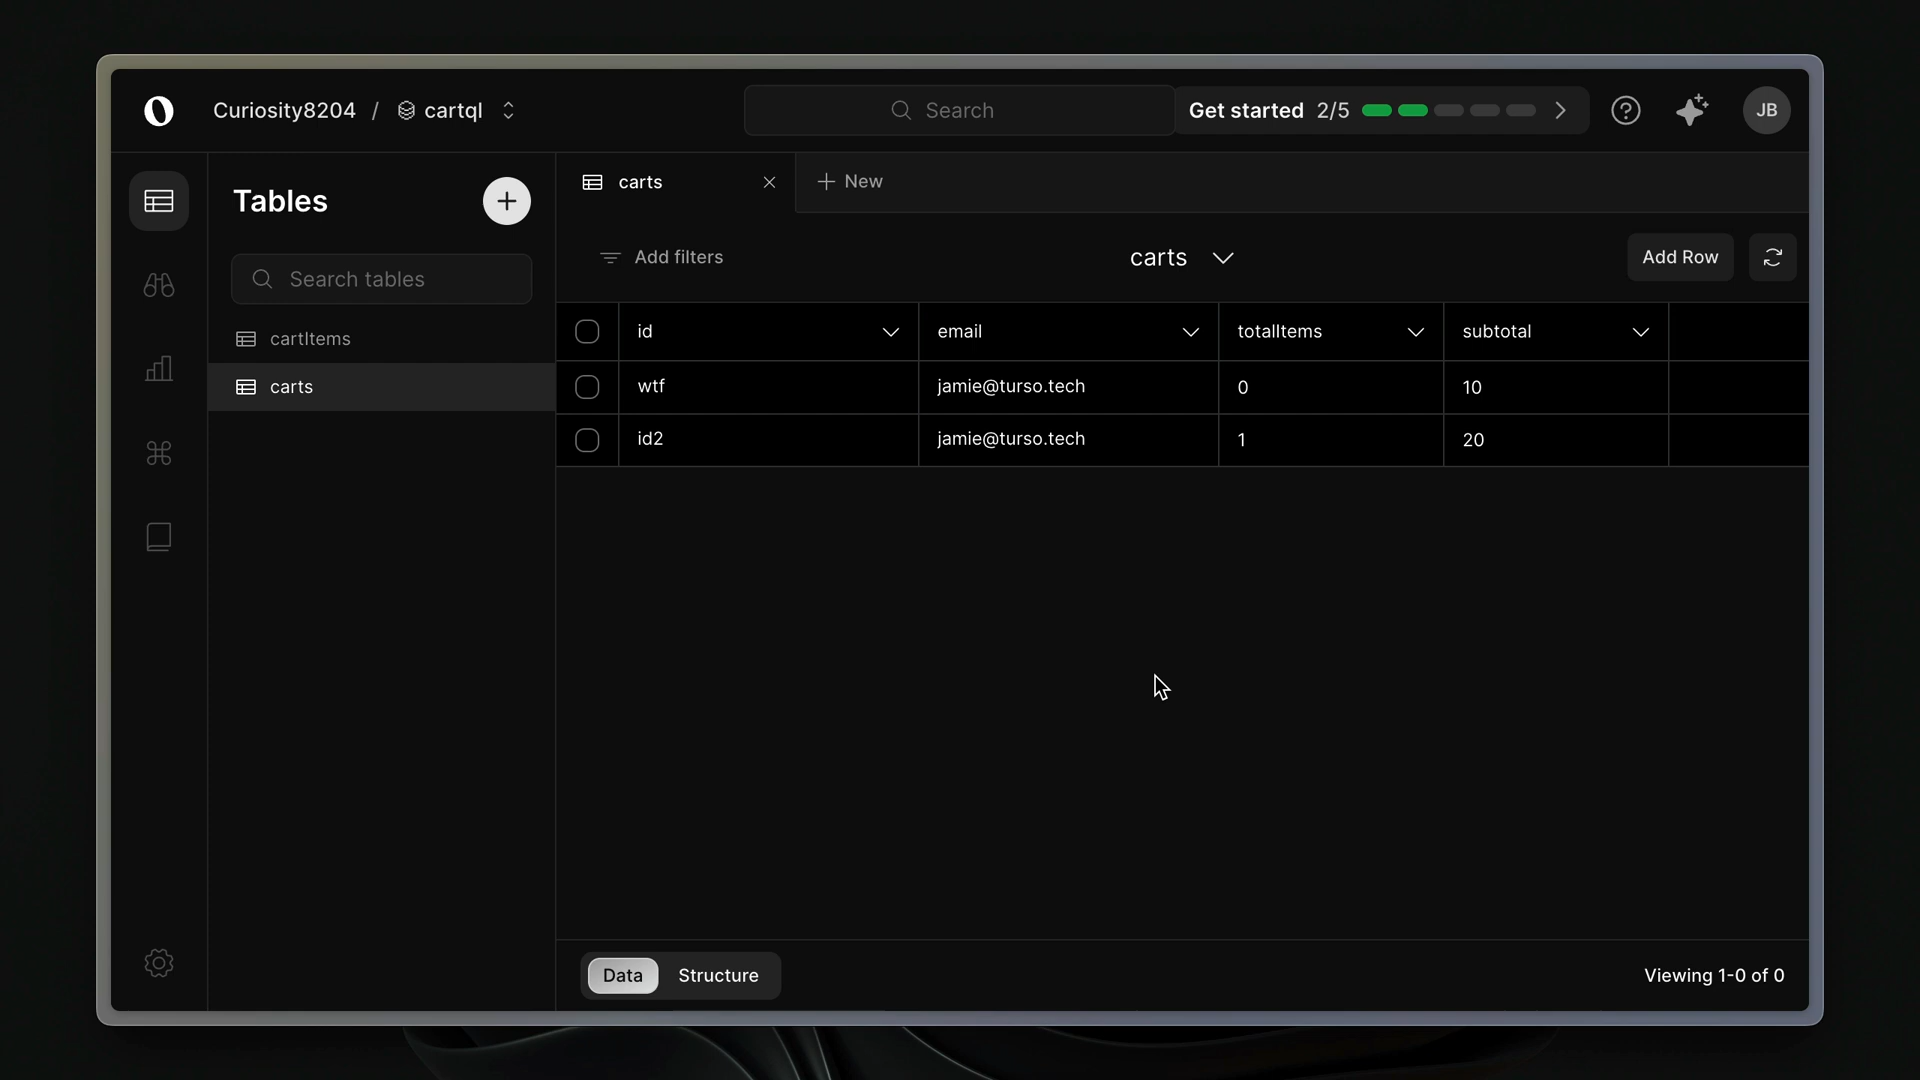 Curiosity8204 / cartql
Search
Get started 2/5
JB
Tables
Search tables
cartItems
carts
carts
New
Add filters
carts
Add Row
id email totalItems subtotal
wtf jamie@turso.tech 0 10
id2 jamie@turso.tech 1 20
Data Structure
Viewing 1-0 of 0